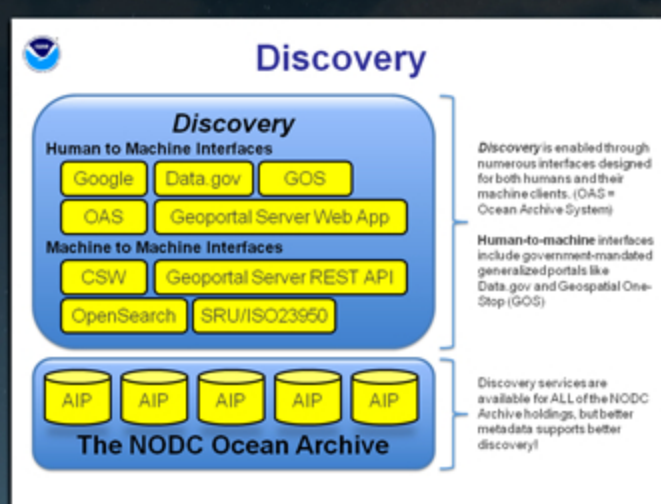 Discovery
Discovery
Human to Machine Interfaces
Google
Data.gov
GOS
OAS
Geoportal Server Web App
Machine to Machine Interfaces
CSW
Geoportal Server REST API
OpenSearch
SRU/ISO23950
AIP
AIP
AIP
AIP
AIP
The NODC Ocean Archive
Discovery is enabled through
numerous interfaces designed
for both humans and their
machine clients. (OAS =
Ocean Archive System)
Human-to-machine interfaces
include government-mandated
generalized portals like
Data.gov and Geospatial One-
Stop (GOS)
Discovery services are
available for ALL of the NODC
Archive holdings, but better
metadata supports better
discovery!